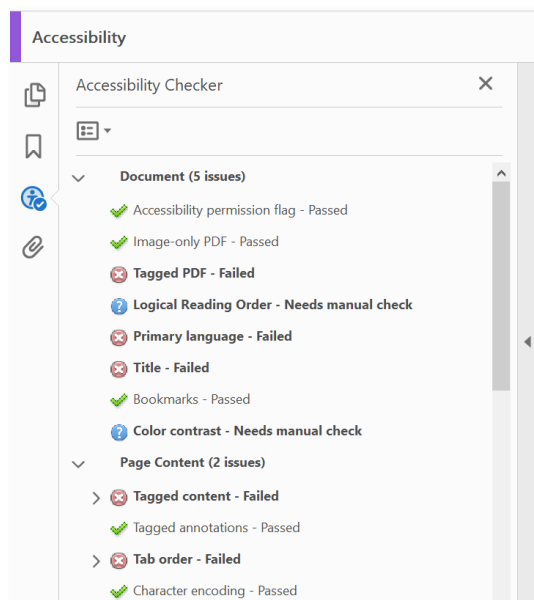 Accessibility
Accessibility Checker
Document (5 issues)
Accessibility permission flag - Passed
Image-only PDF - Passed
Tagged PDF - Failed
Logical Reading Order - Needs manual check
Primary language - Failed
Title - Failed
Bookmarks - Passed
Color contrast - Needs manual check
Page Content (2 issues)
Tagged content - Failed
Tagged annotations - Passed
Tab order - Failed
Character encoding - Passed